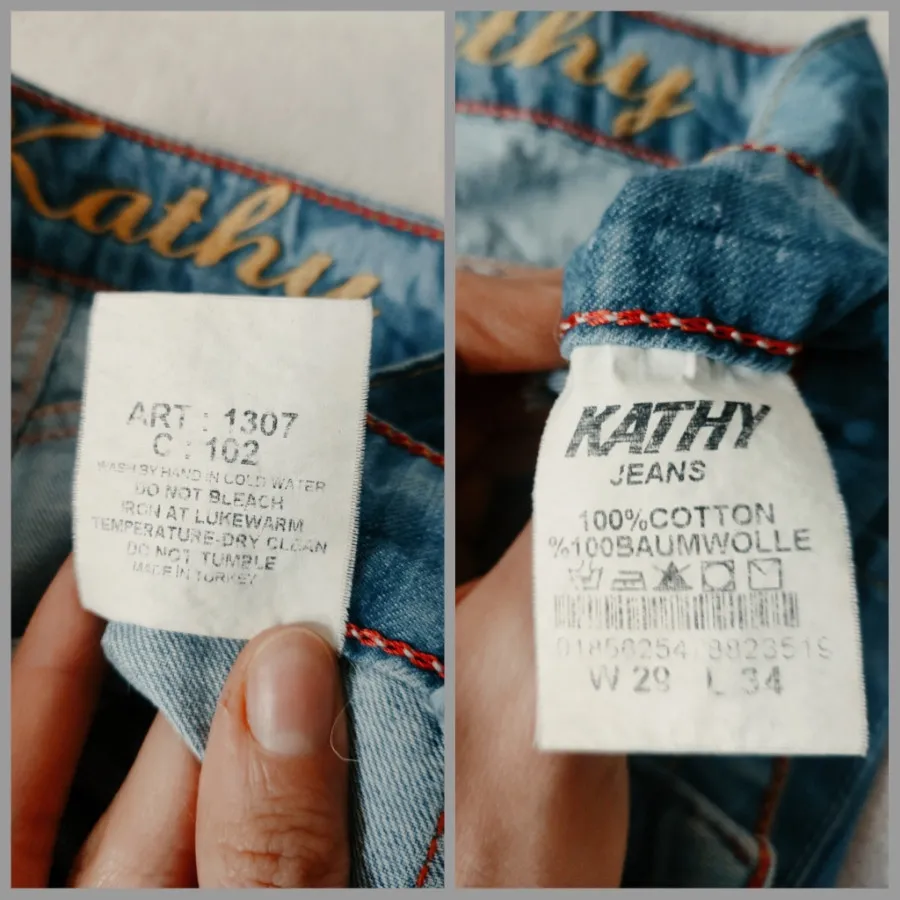 Kathy
ART : 1307
C : 102
WASH BY HAND IN COLD WATER
DO NOT BLEACH
IRON AT LUKEWARM
TEMPERATURE-DRY CLEAN
DO NOT TUMBLE
MADE IN TURKEY
thy
KATHY
JEANS
100%COTTON
%100BAUMWOLLE
W 29 L 34